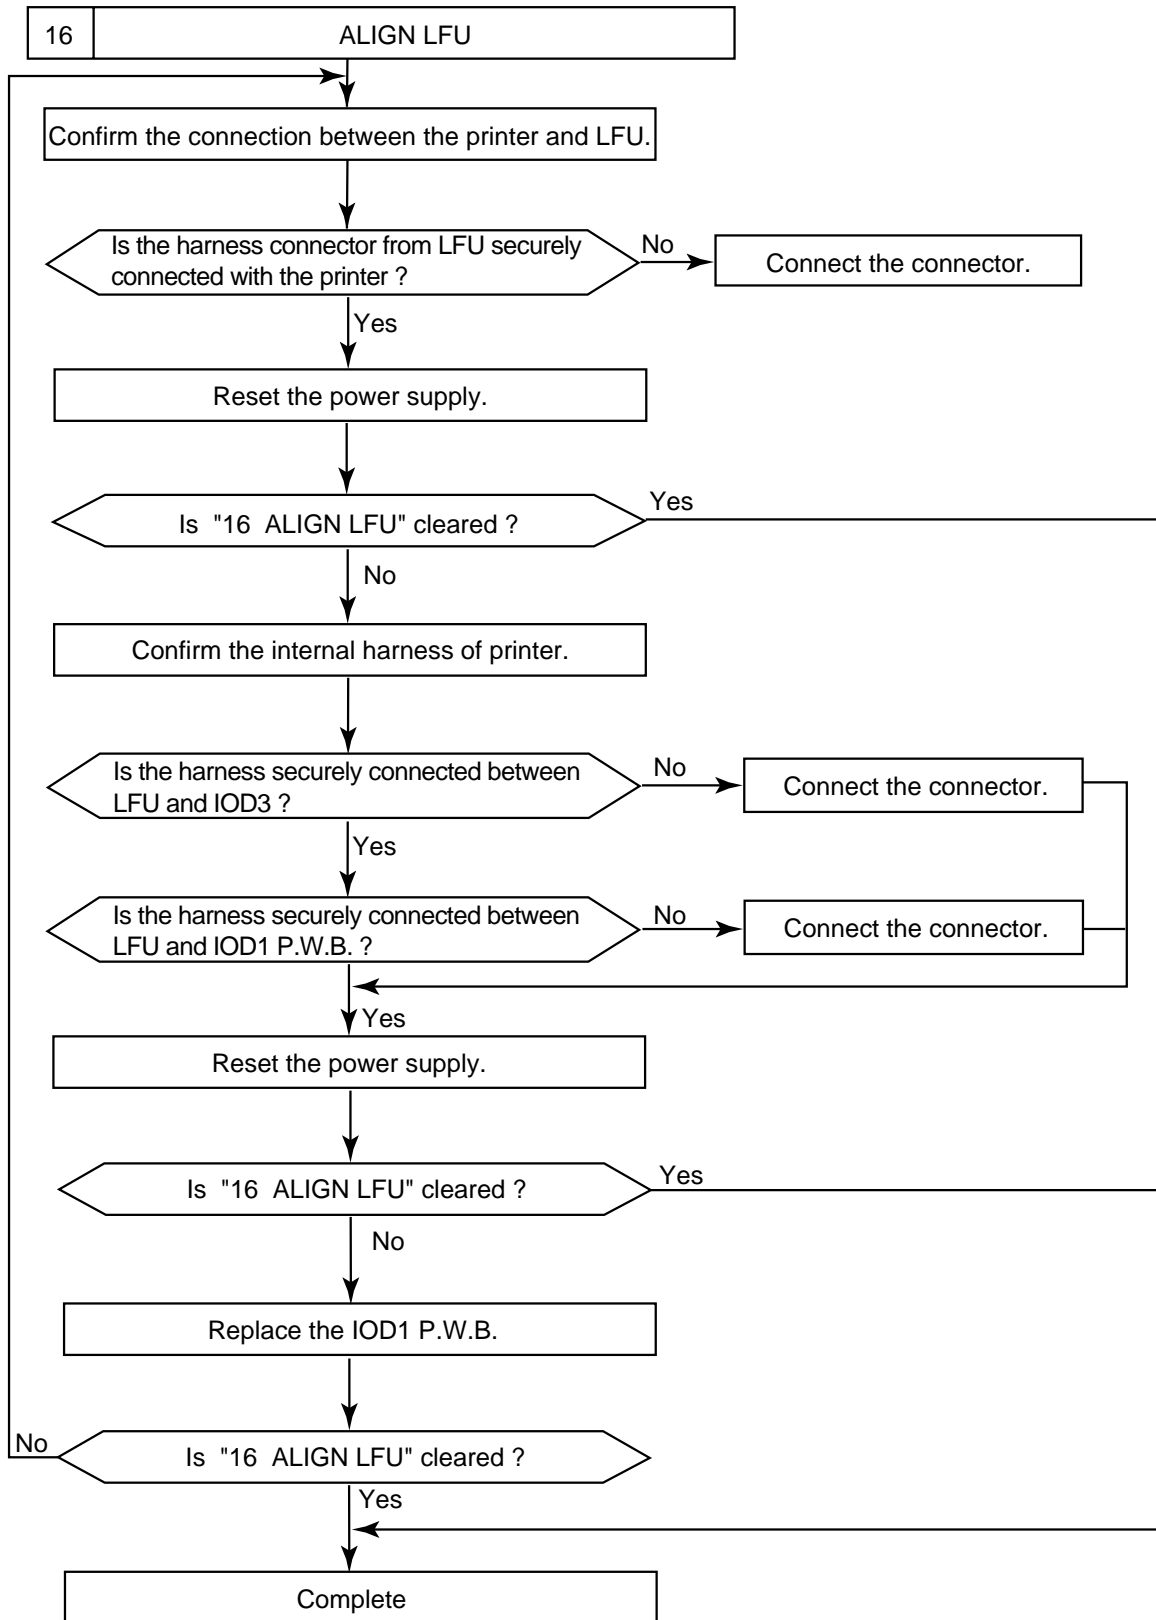 16 ALIGN LFU
Confirm the connection between the printer and LFU.
Is the harness connector from LFU securely
connected with the printer ?
No
Connect the connector.
Yes
Reset the power supply.
Is "16 ALIGN LFU" cleared ?
Yes
No
Confirm the internal harness of printer.
Is the harness securely connected between
LFU and IOD3 ?
No
Connect the connector.
Yes
Is the harness securely connected between
LFU and IOD1 P.W.B. ?
No
Connect the connector.
Yes
Reset the power supply.
Is "16 ALIGN LFU" cleared ?
Yes
No
Replace the IOD1 P.W.B.
No
Is "16 ALIGN LFU" cleared ?
Yes
Complete